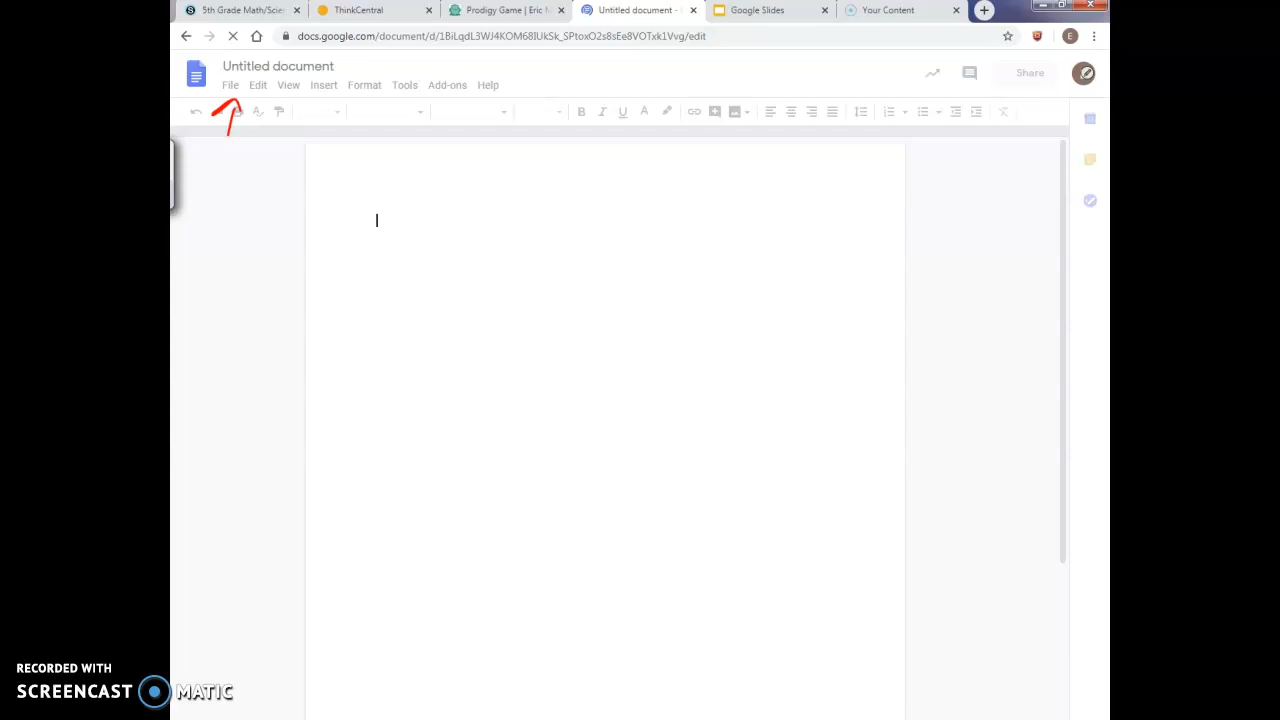 5th Grade Math/Scie
ThinkCentral
Prodigy Game | Eric M
Untitled document -
Google Slides
Your Content
docs.google.com/document/d/1BiLqdL3WJ4KOM68IUkSk_SPtoxO2s8sEe8VOTxk1Vvg/edit
E
Untitled document
File Edit View Insert Format Tools Add-ons Help
Share
B I U A
RECORDED WITH
SCREENCAST MATIC